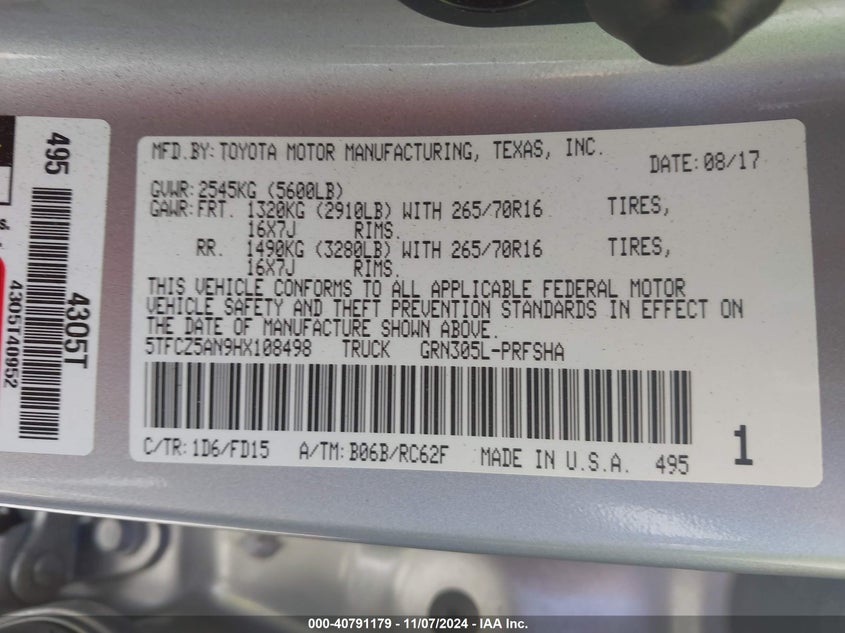 495
4305T
4305140952
s.
MFD.BY:TOYOTA MOTOR MANUFACTURING, TEXAS, INC. DATE:08/17
GVWR:2545KG (5600LB)
GAWR:FRT. 1320KG (2910LB) WITH 265/70R16 TIRES,
16X7J RIMS.
RR. 1490KG (3280LB) WITH 265/70R16 TIRES,
16X7J RIMS.
THIS VEHICLE CONFORMS TO ALL APPLICABLE FEDERAL MOTOR
VEHICLE SAFETY AND THEFT PREVENTION STANDARDS IN EFFECT ON
THE DATE OF MANUFACTURE SHOWN ABOVE.
5TFCZ5AN9HX108498 TRUCK GRN305L-PRFSHA
C/TR:1D6/FD15 A/TM:B06B/RC62F MADE IN U.S.A. 495 1
000-40791179 - 11/07/2024 - IAA Inc.